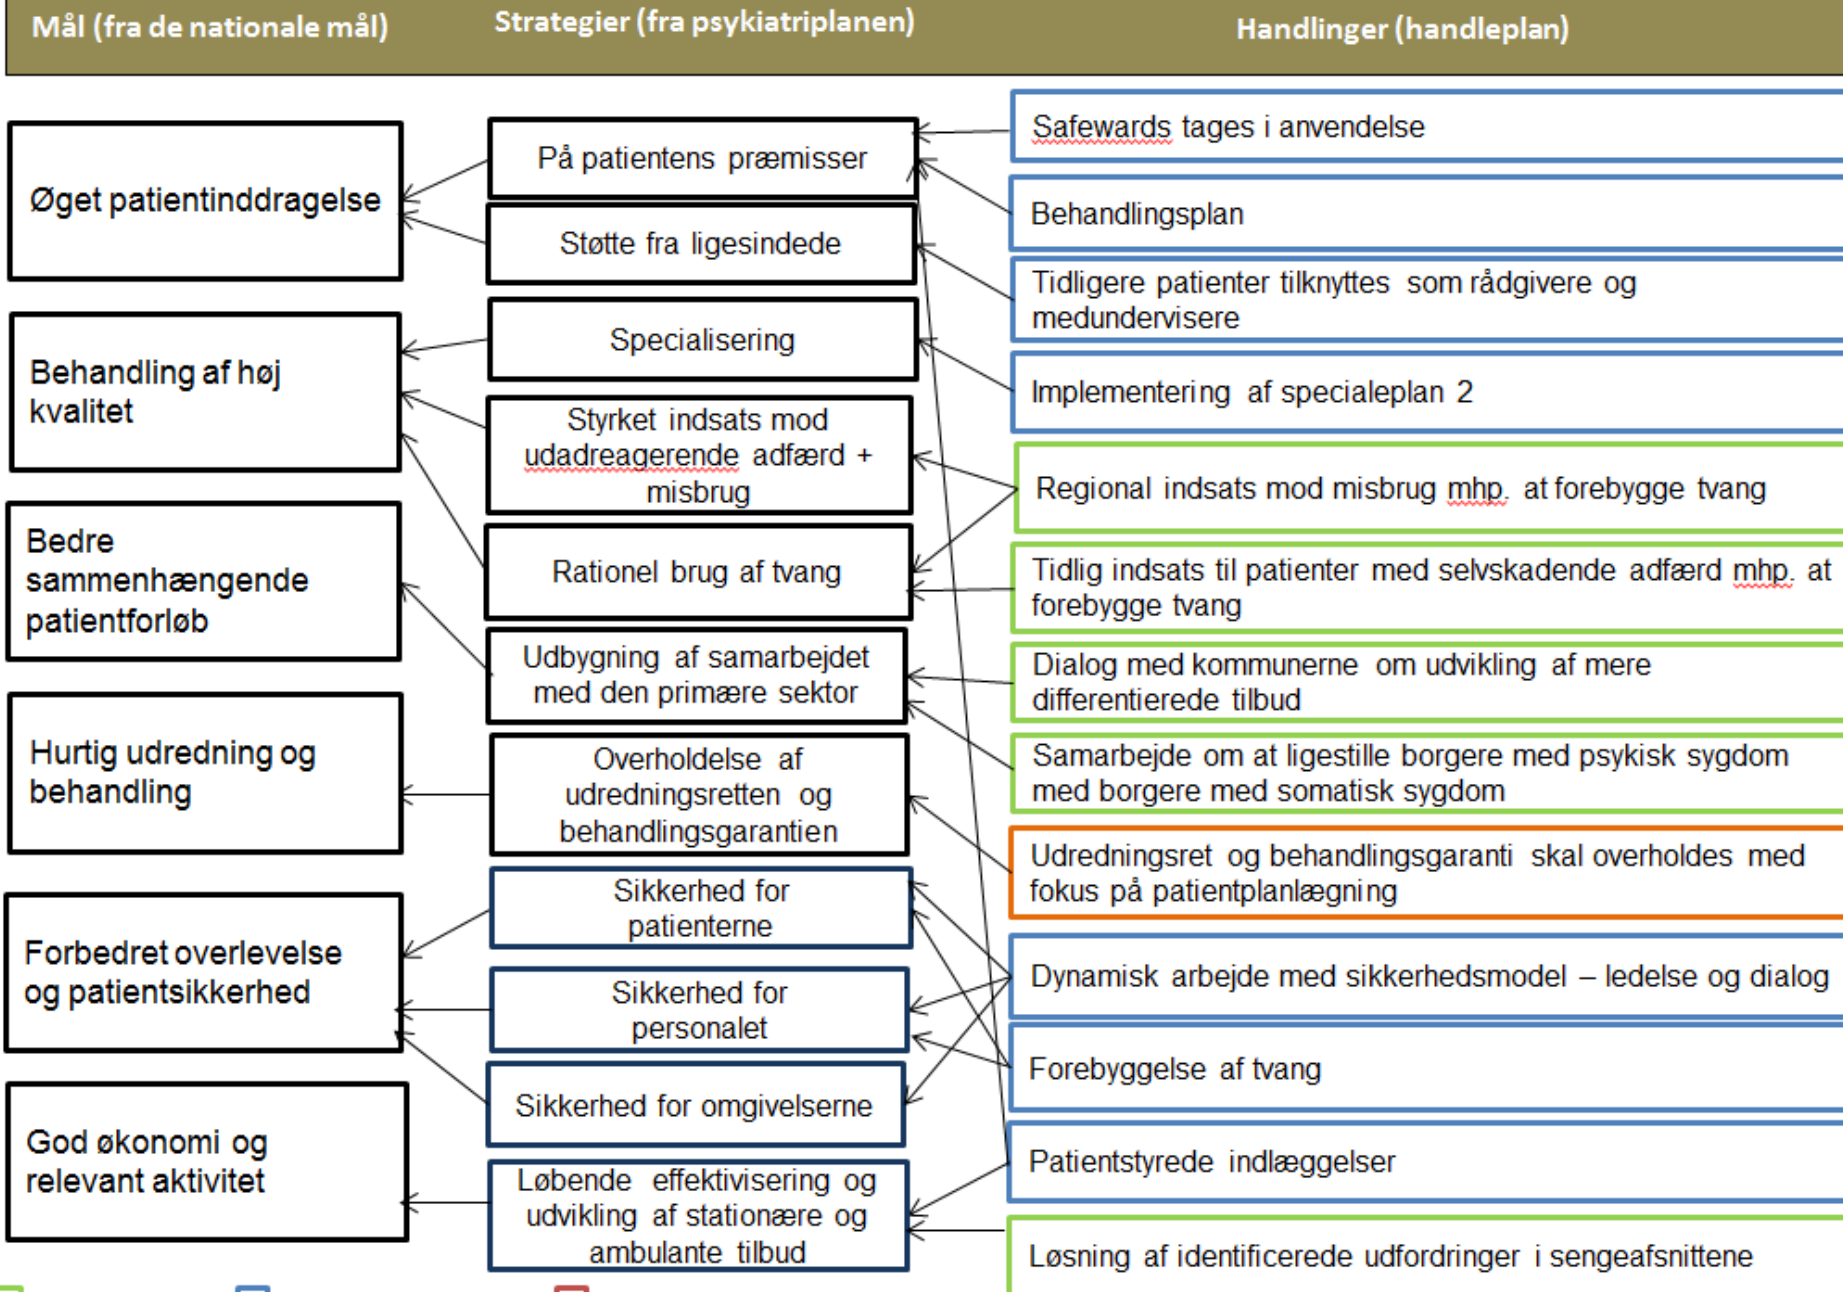 Mål (fra de nationale mål)
Strategier (fra psykiatriplanen)
Handlinger (handleplan)
Øget patientinddragelse
Behandling af høj
kvalitet
Bedre
sammenhængende
patientforløb
Hurtig udredning og
behandling
Forbedret overlevelse
og patientsikkerhed
God økonomi og
relevant aktivitet
På patientens præmisser
Støtte fra ligesindede
Specialisering
Styrket indsats mod
udadreagerende adfærd +
misbrug
Rationel brug af tvang
Udbygning af samarbejdet
med den primære sektor
Overholdelse af
udredningsretten og
behandlingsgarantien
Sikkerhed for
patienterne
Sikkerhed for
personalet
Sikkerhed for omgivelserne
Løbende effektivisering og
udvikling af stationære og
ambulante tilbud
Safewards tages i anvendelse
Behandlingsplan
Tidligere patienter tilknyttes som rådgivere og
medundervisere
Implementering af specialeplan 2
Regional indsats mod misbrug mhp. at forebygge tvang
Tidlig indsats til patienter med selvskadende adfærd mhp. at
forebygge tvang
Dialog med kommunerne om udvikling af mere
differentierede tilbud
Samarbejde om at ligestille borgere med psykisk sygdom
med borgere med somatisk sygdom
Udredningsret og behandlingsgaranti skal overholdes med
fokus på patientplanlægning
Dynamisk arbejde med sikkerhedsmodel – ledelse og dialog
Forebyggelse af tvang
Patientstyrede indlæggelser
Løsning af identificerede udfordringer i sengeafsnittene